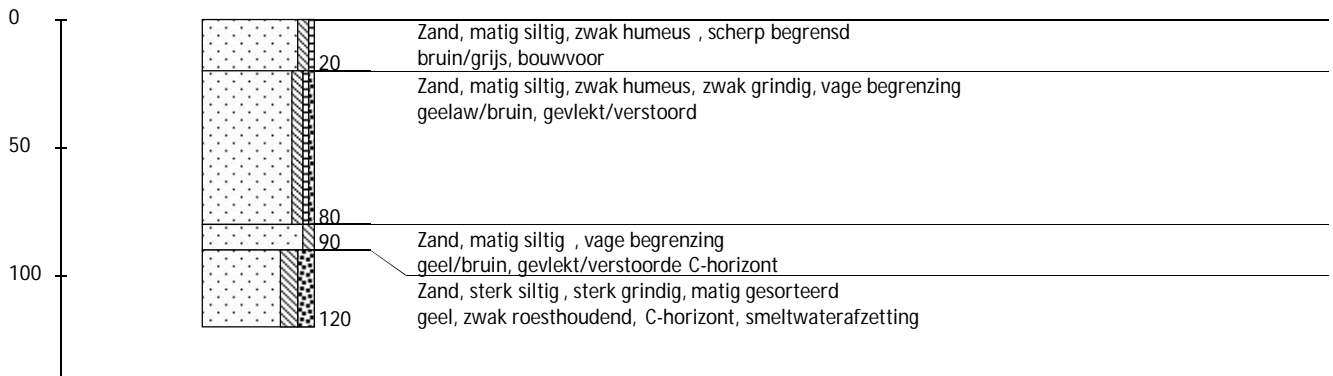 0
Zand, matig siltig, zwak humeus , scherp begrensd
bruin/grijs, bouwvoor
20
Zand, matig siltig, zwak humeus, zwak grindig, vage begrenzing
geelaw/bruin, gevlekt/verstoord
50
80
Zand, matig siltig , vage begrenzing
90
geel/bruin, gevlekt/verstoorde C-horizont
100
Zand, sterk siltig , sterk grindig, matig gesorteerd
120
geel, zwak roesthoudend, C-horizont, smeltwaterafzetting